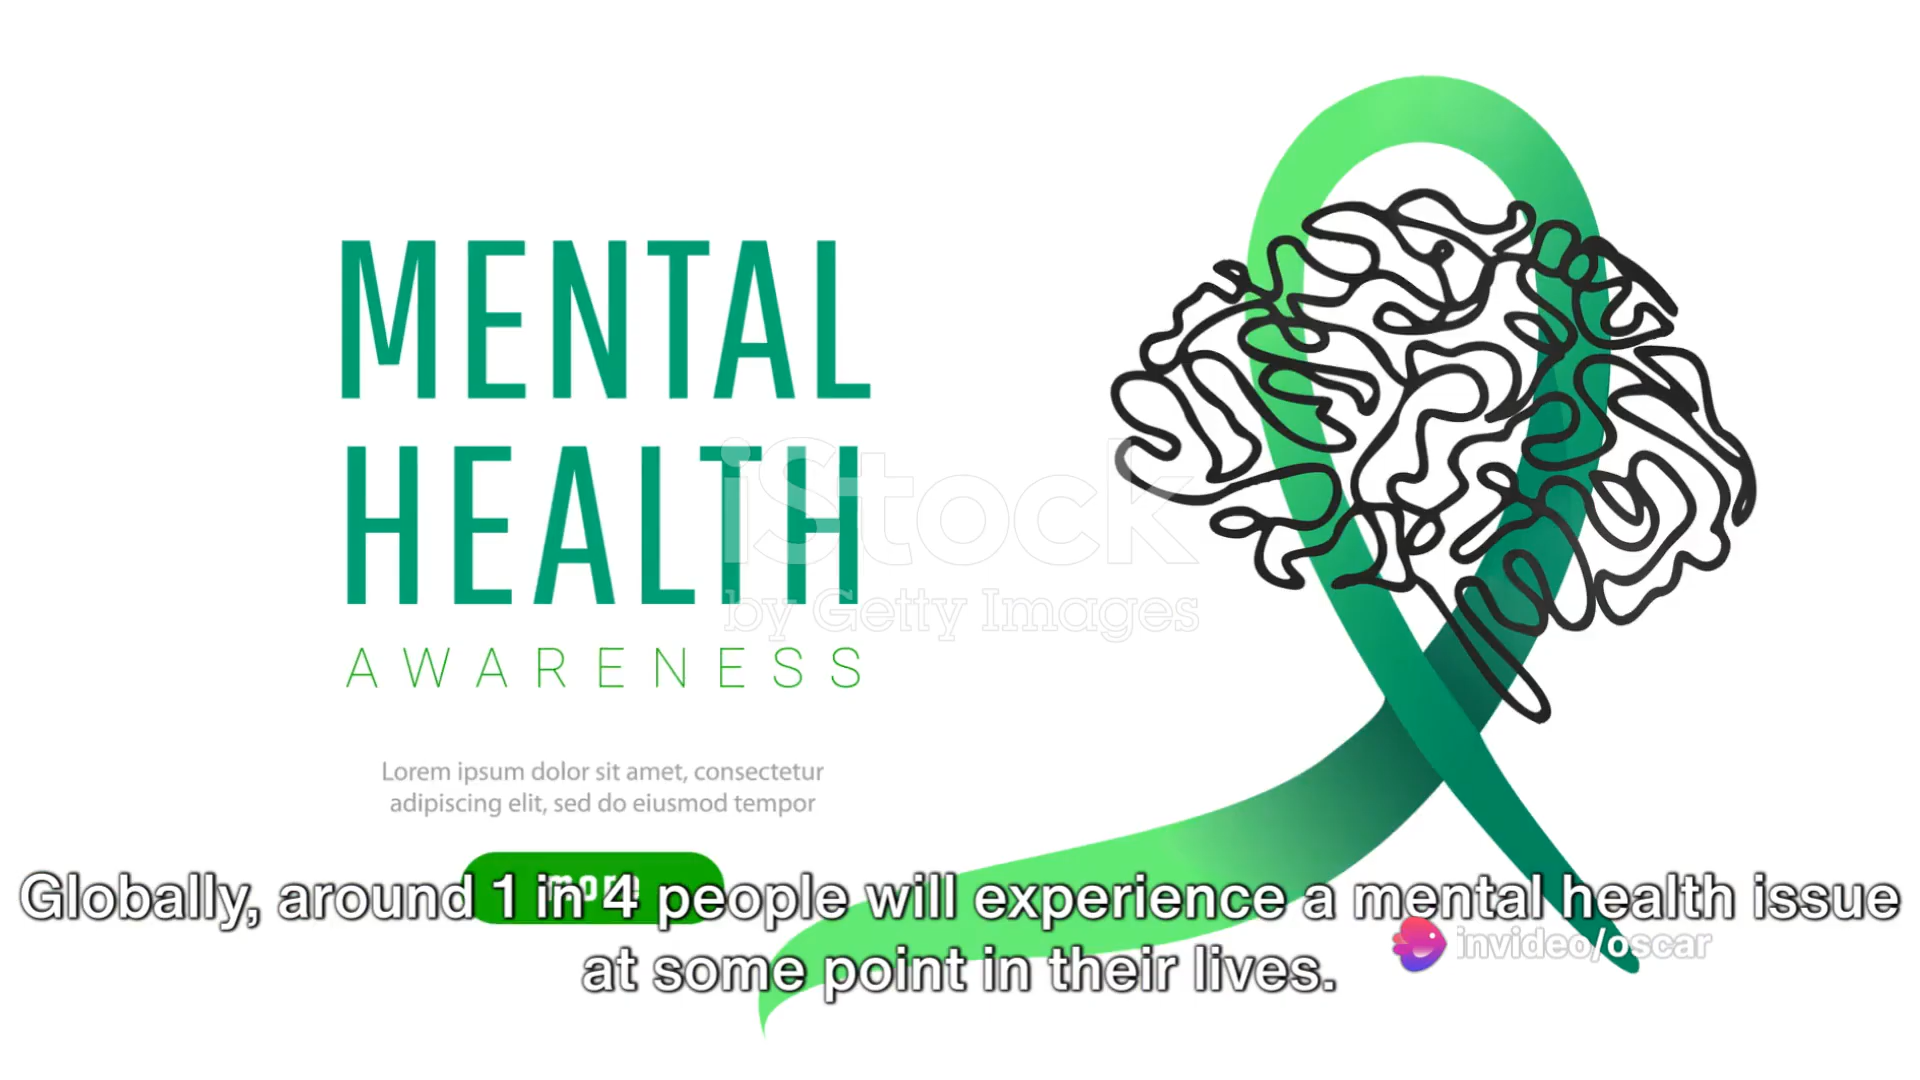 MENTAL
HEALTH
AWARENESS
iStock
by Getty Images
Lorem ipsum dolor sit amet, consectetur
adipiscing elit, sed do eiusmod tempor
more
Globally, around 1 in 4 people will experience a mental health issue
at some point in their lives.
invideo/oscar